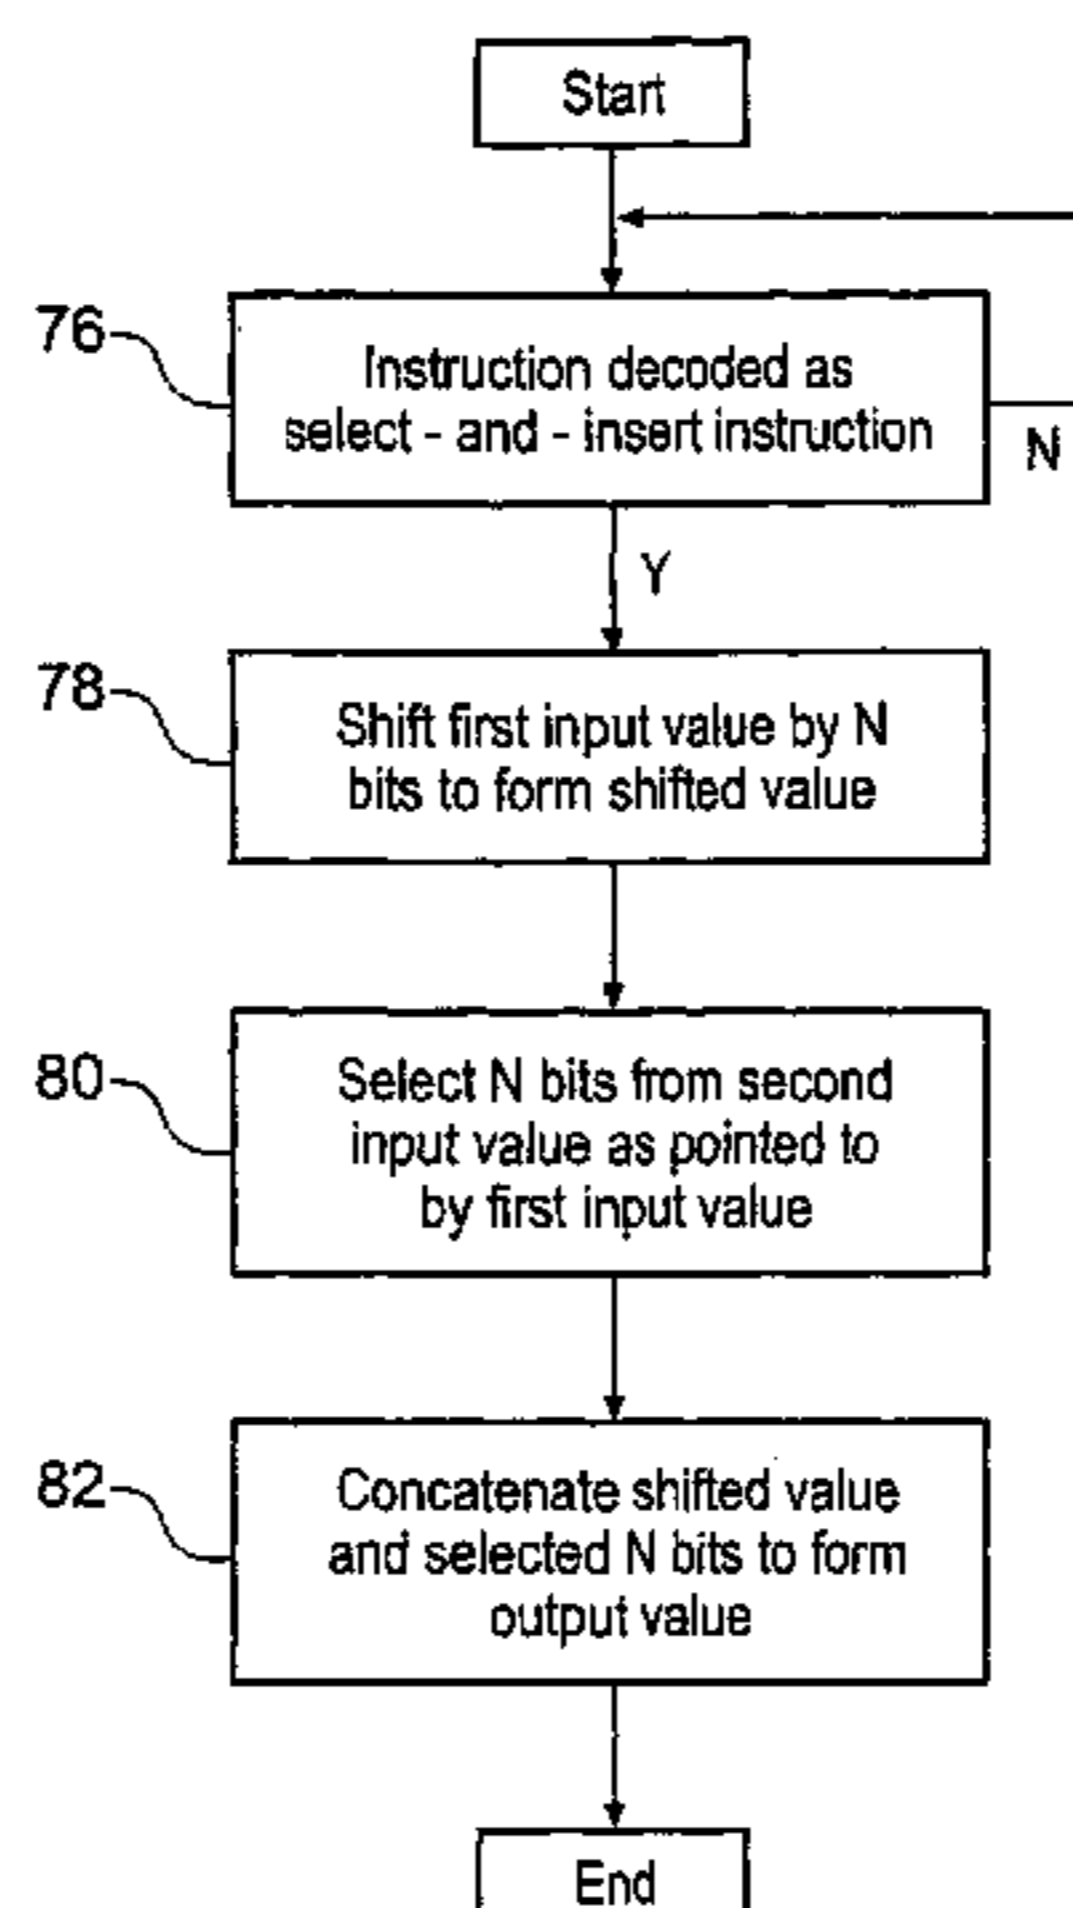 Start
76
Instruction decoded as
select - and - insert instruction
N
Y
78
Shift first input value by N
bits to form shifted value
80
Select N bits from second
input value as pointed to
by first input value
82
Concatenate shifted value
and selected N bits to form
output value
End